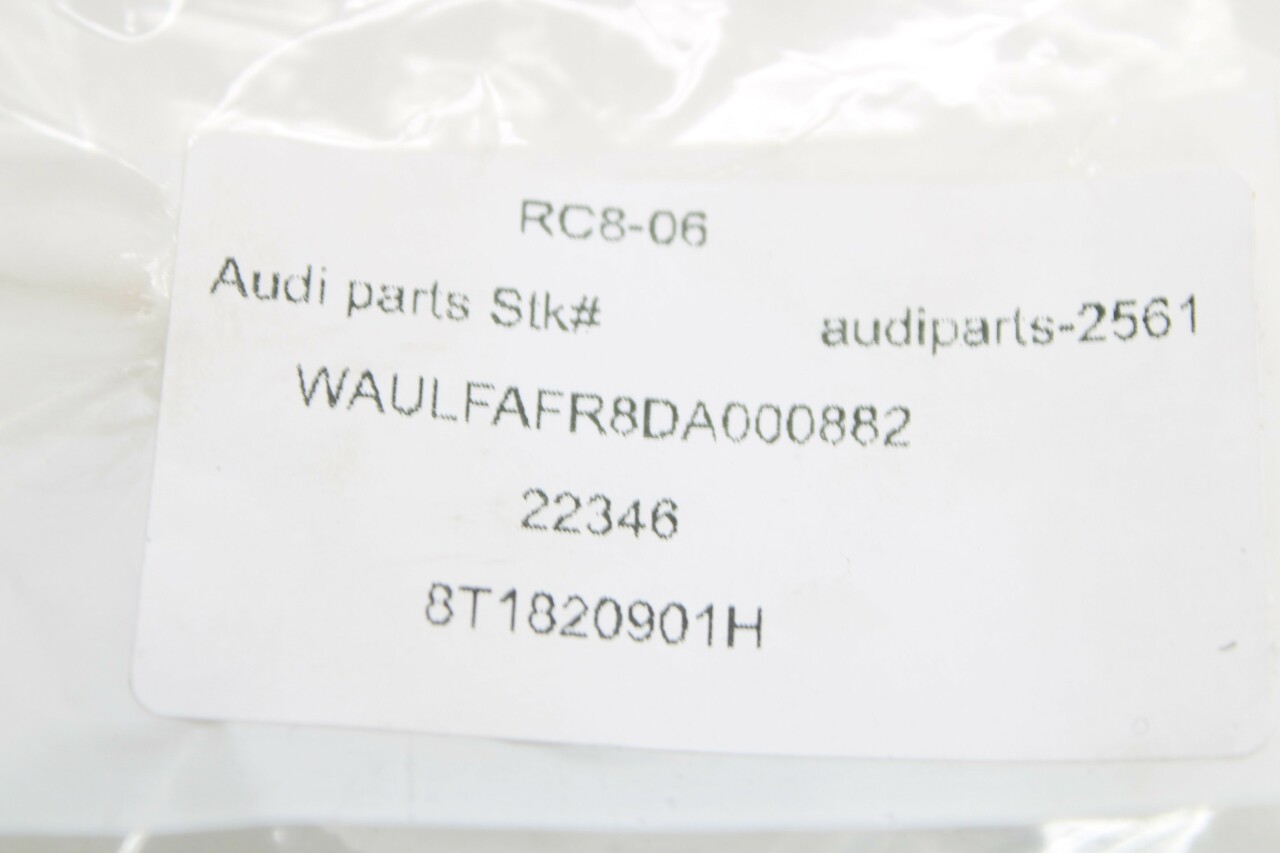 RC8-06
Audi parts Stk# audiparts-2561
WAULFAFR8DA000882
22346
8T1820901H